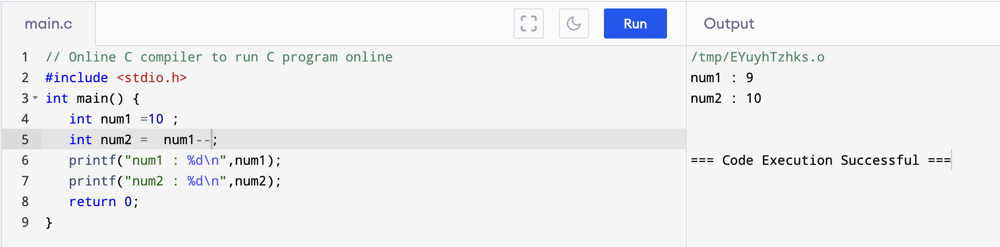 main.c
Run
Output
1 // Online C compiler to run C program online
2 #include <stdio.h>
3 int main() {
4 int num1 =10 ;
5 int num2 =  num1--;
6 printf("num1 : %d\n",num1);
7 printf("num2 : %d\n",num2);
8 return 0;
9 }
/tmp/EYuyhTzhks.o
num1 : 9
num2 : 10
=== Code Execution Successful ===